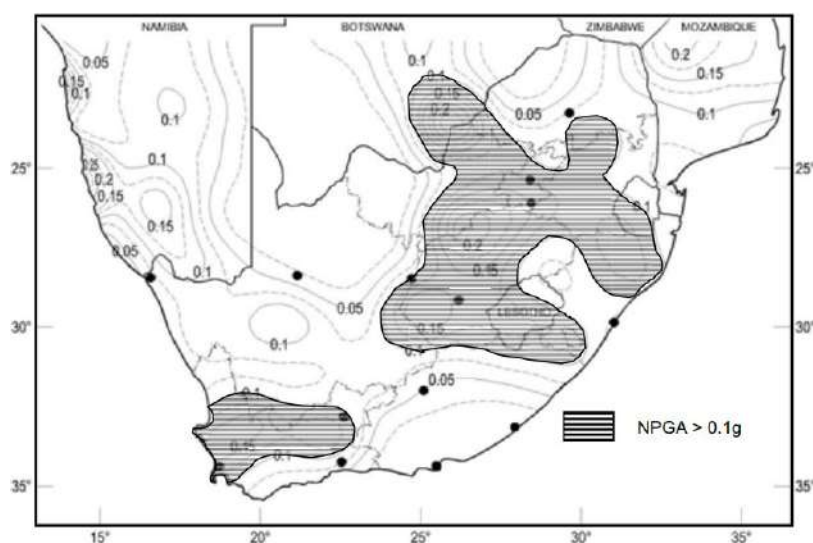 NAMIBIA BOTSWANA ZIMBABWE MOZAMBIQUE
0.05 0.1 0.2
0.15 0.1 0.15
0.1 0.15 0.05 0.1
0.1 0.2
25° 0.1 25°
0.2 0.1
0.15 0.15
0.2
0.05 0.15
0.1 0.05
30° LESOTHO 30°
0.1 0.15
0.1
0.1 0.05
0.15 NPGA > 0.1g
0.1
35° 35°
15° 20° 25° 30° 35°